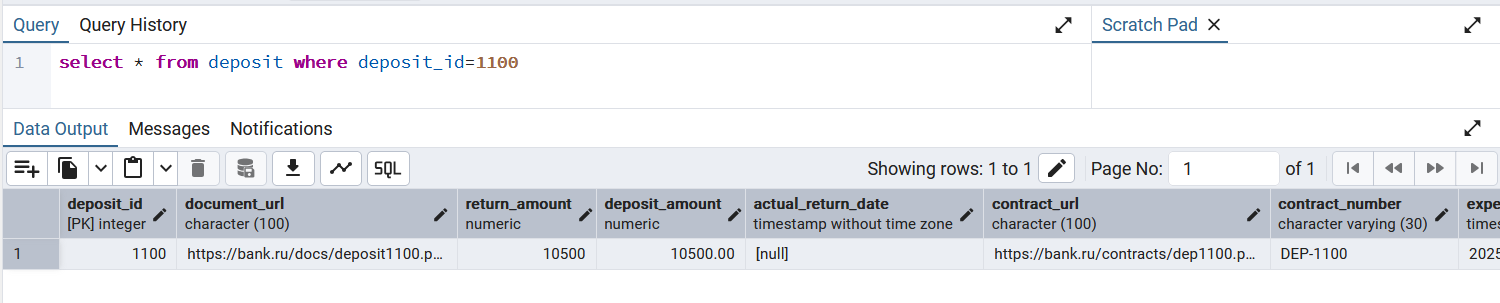 Query Query History Scratch Pad
1 select * from deposit where deposit_id=1100
Data Output Messages Notifications
SQL Showing rows: 1 to 1 Page No: 1 of 1
deposit_id document_url return_amount deposit_amount actual_return_date contract_url contract_number expe
[PK] integer character (100) numeric numeric timestamp without time zone character (100) character varying (30) times
1 1100 https://bank.ru/docs/deposit1100.p... 10500 10500.00 [null] https://bank.ru/contracts/dep1100.p... DEP-1100 2025